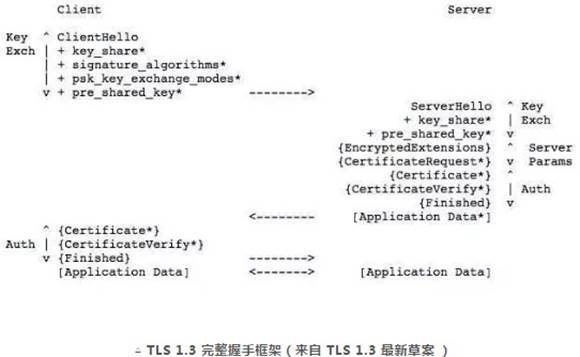 Client Server
Key ^ ClientHello
Exch | + key_share*
| + signature_algorithms*
| + psk_key_exchange_modes*
v + pre_shared_key* -------->
ServerHello ^ Key
+ key_share* | Exch
+ pre_shared_key* v
{EncryptedExtensions} ^ Server
{CertificateRequest*} v Params
{Certificate*} ^
{CertificateVerify*} | Auth
{Finished} v
<-------- [Application Data*]
^ {Certificate*}
Auth | {CertificateVerify*}
v {Finished} -------->
[Application Data] <-------> [Application Data]
△ TLS 1.3 完整握手框架（来自 TLS 1.3 最新草案 ）